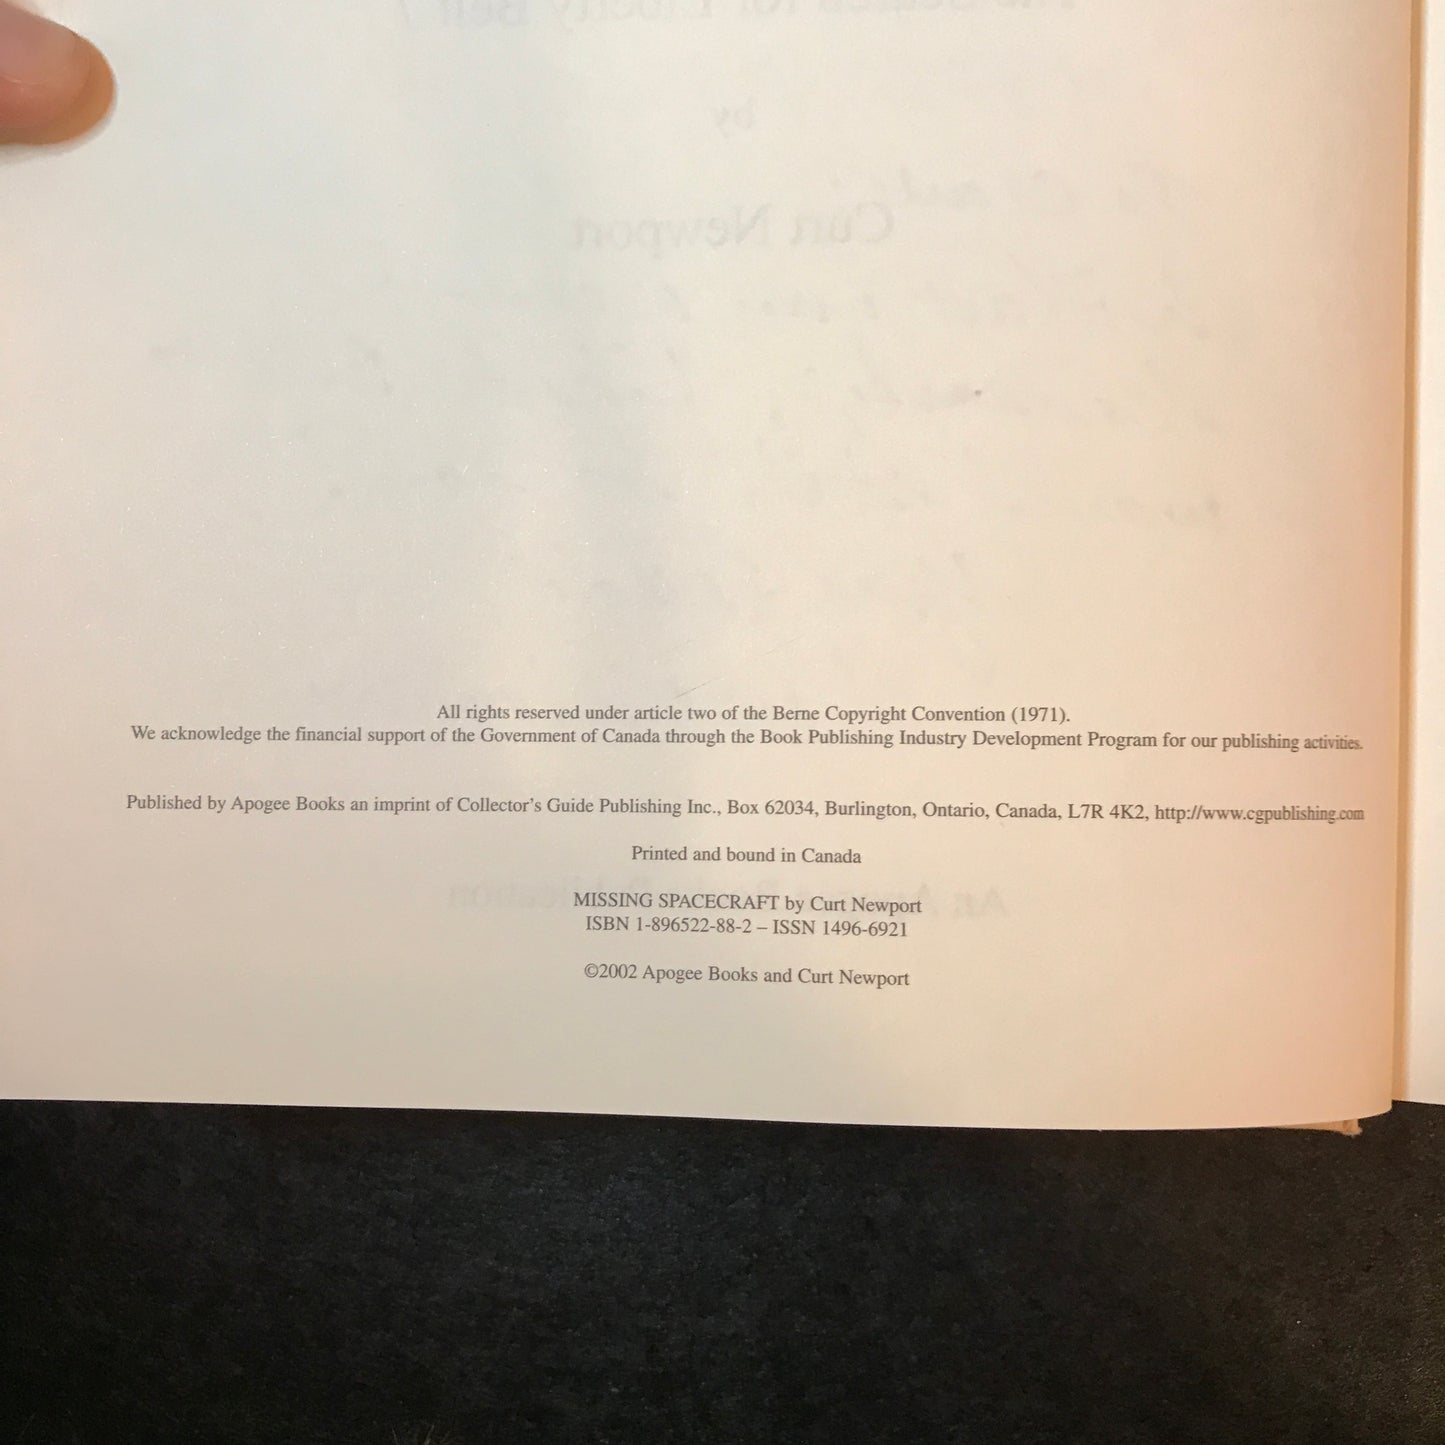 All rights reserved under article two of the Berne Copyright Convention (1971).
We acknowledge the financial support of the Government of Canada through the Book Publishing Industry Development Program for our publishing activities.
Published by Apogee Books an imprint of Collector's Guide Publishing Inc., Box 62034, Burlington, Ontario, Canada, L7R 4K2, http://www.cgpublishing.com
Printed and bound in Canada
MISSING SPACECRAFT by Curt Newport
ISBN 1-896522-88-2 – ISSN 1496-6921
©2002 Apogee Books and Curt Newport